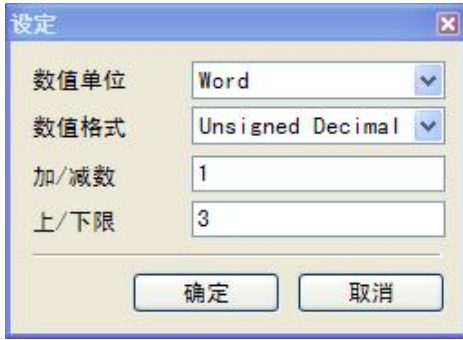 设定
数值单位 Word
数值格式 Unsigned Decimal
加/减数 1
上/下限 3
确定 取消